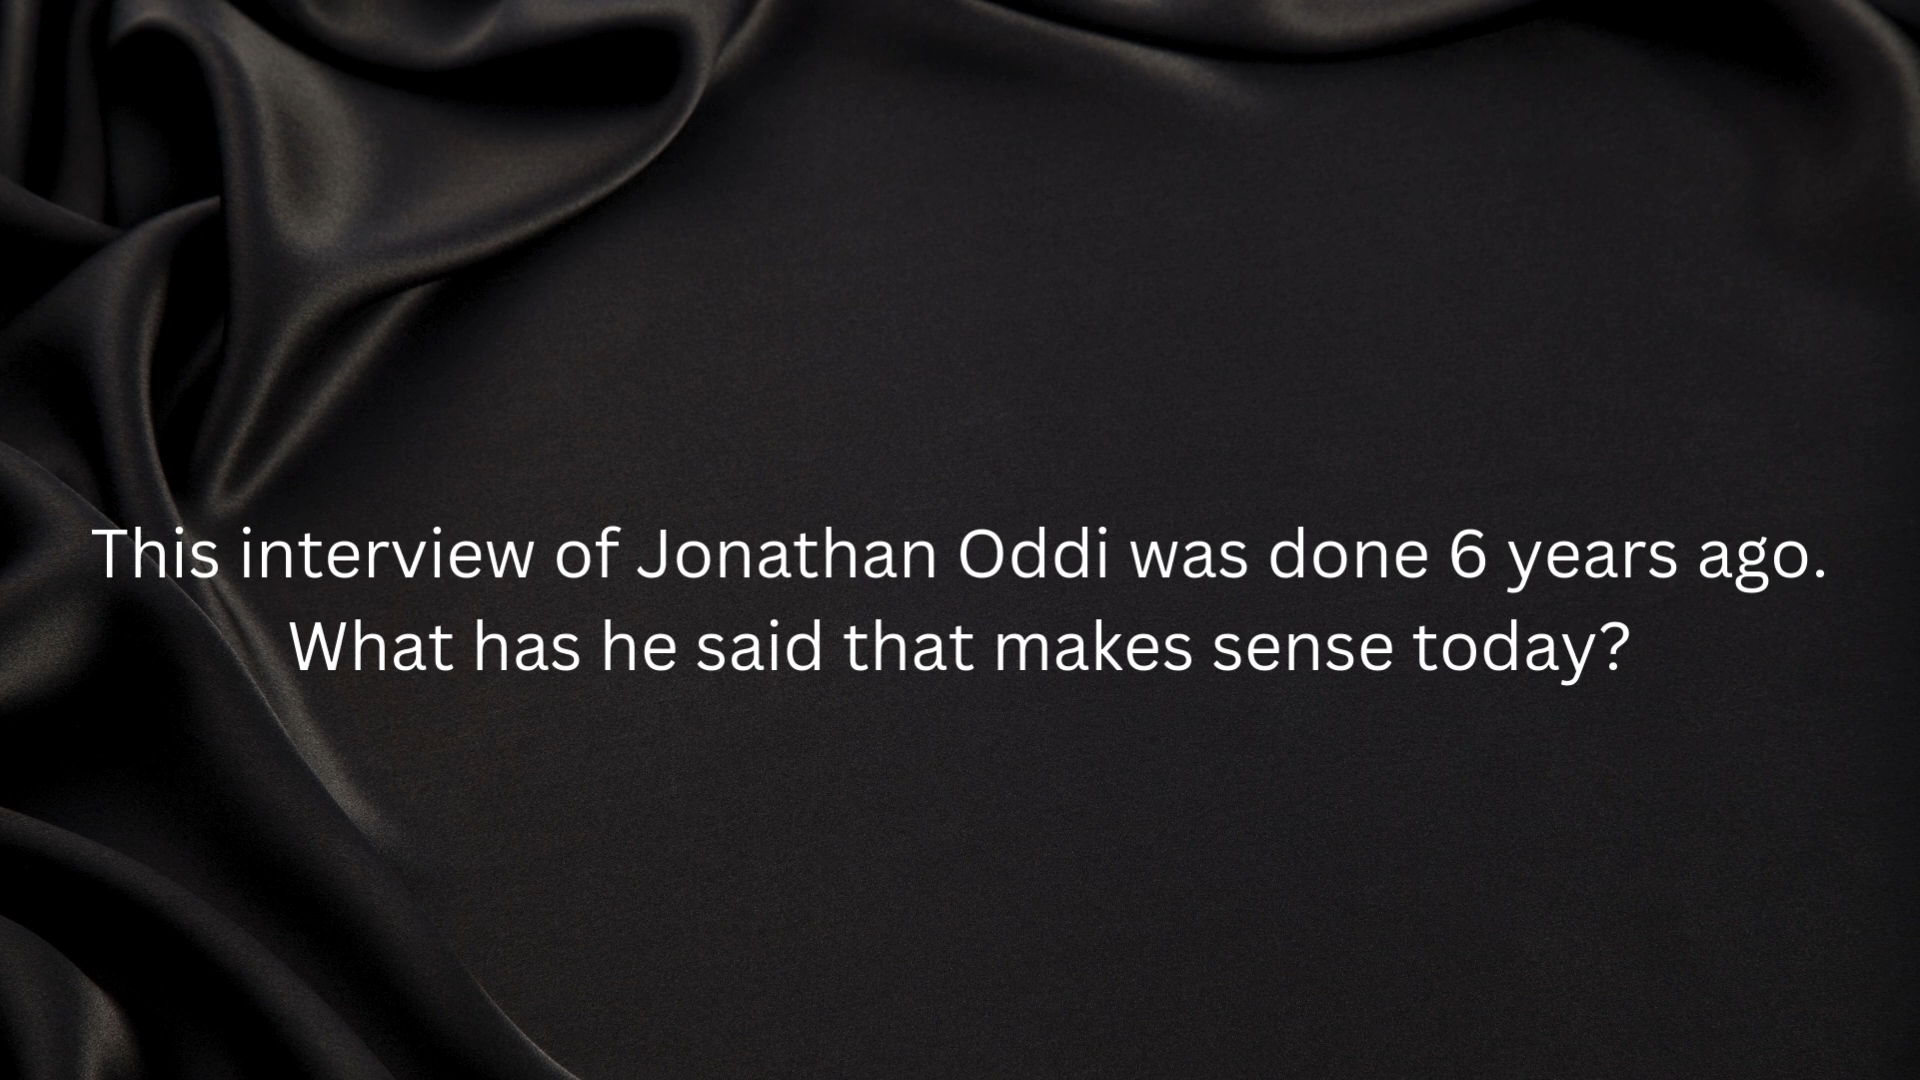 This interview of Jonathan Oddi was done 6 years ago.
What has he said that makes sense today?